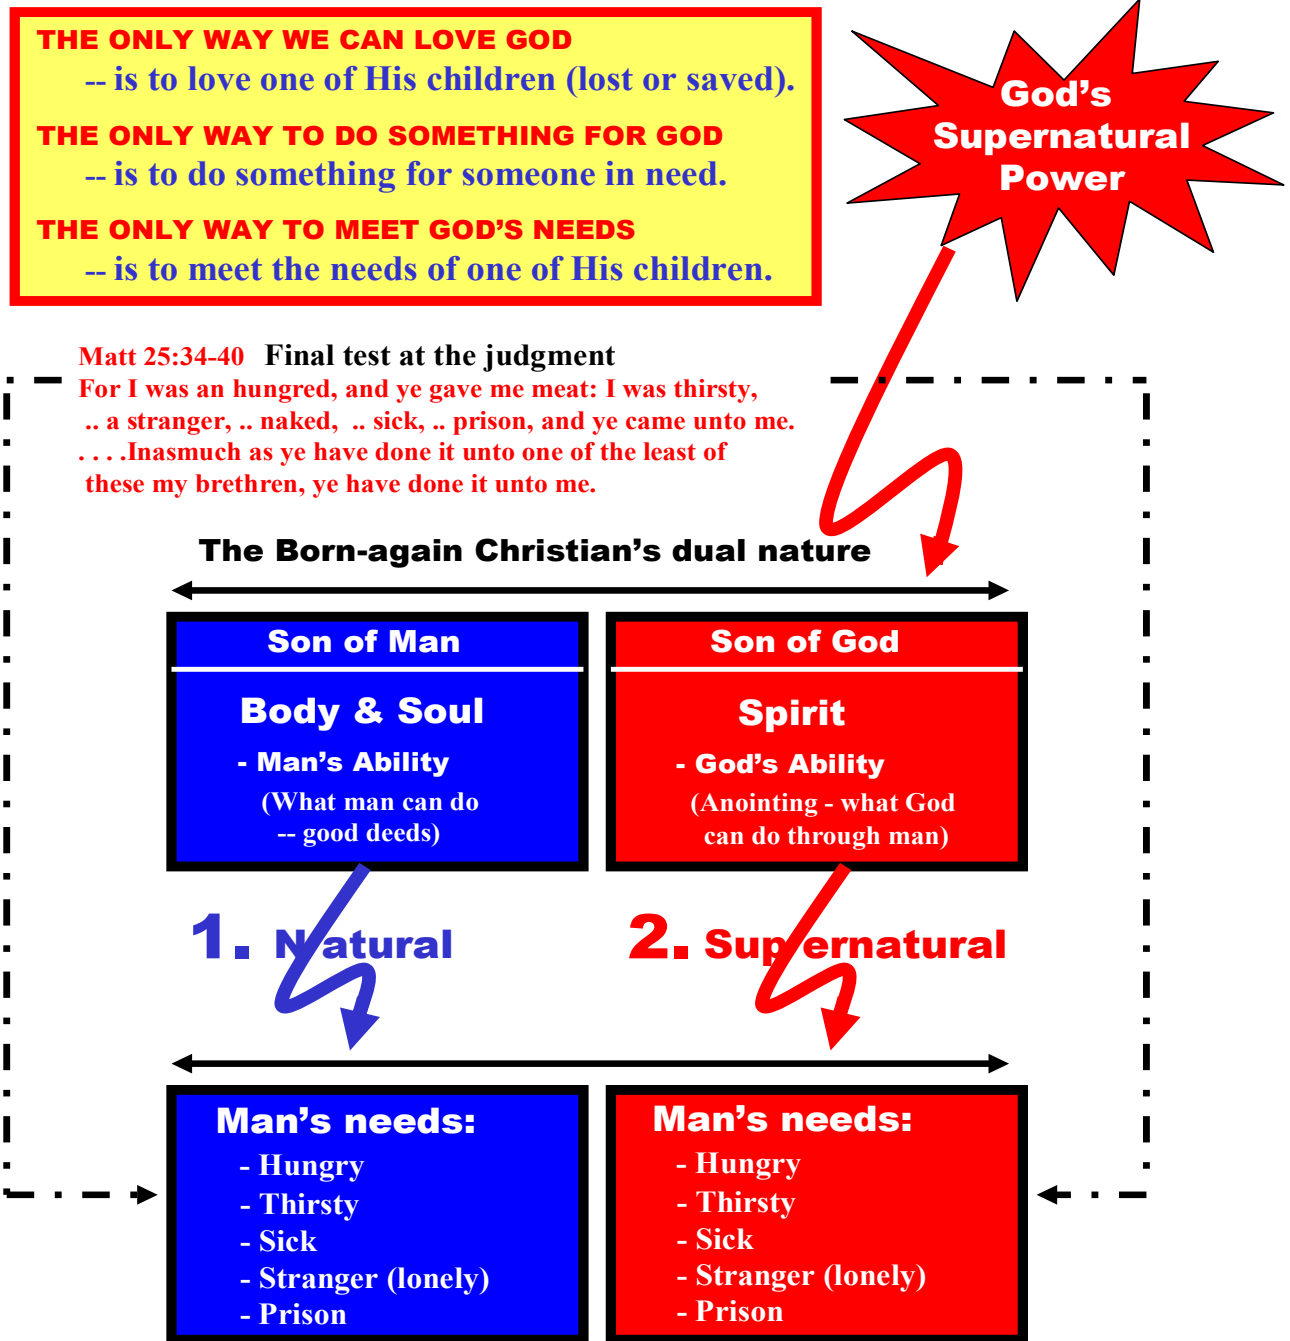 THE ONLY WAY WE CAN LOVE GOD
-- is to love one of His children (lost or saved).
THE ONLY WAY TO DO SOMETHING FOR GOD
-- is to do something for someone in need.
THE ONLY WAY TO MEET GOD'S NEEDS
-- is to meet the needs of one of His children.
God's
Supernatural
Power
Matt 25:34-40 Final test at the judgment
For I was an hungred, and ye gave me meat: I was thirsty,
.. a stranger, .. naked, .. sick, .. prison, and ye came unto me.
. . . .Inasmuch as ye have done it unto one of the least of
these my brethren, ye have done it unto me.
The Born-again Christian's dual nature
Son of Man
Body & Soul
- Man's Ability
(What man can do
-- good deeds)
Son of God
Spirit
- God's Ability
(Anointing - what God
can do through man)
1. Natural
2. Supernatural
Man's needs:
- Hungry
- Thirsty
- Sick
- Stranger (lonely)
- Prison
Man's needs:
- Hungry
- Thirsty
- Sick
- Stranger (lonely)
- Prison